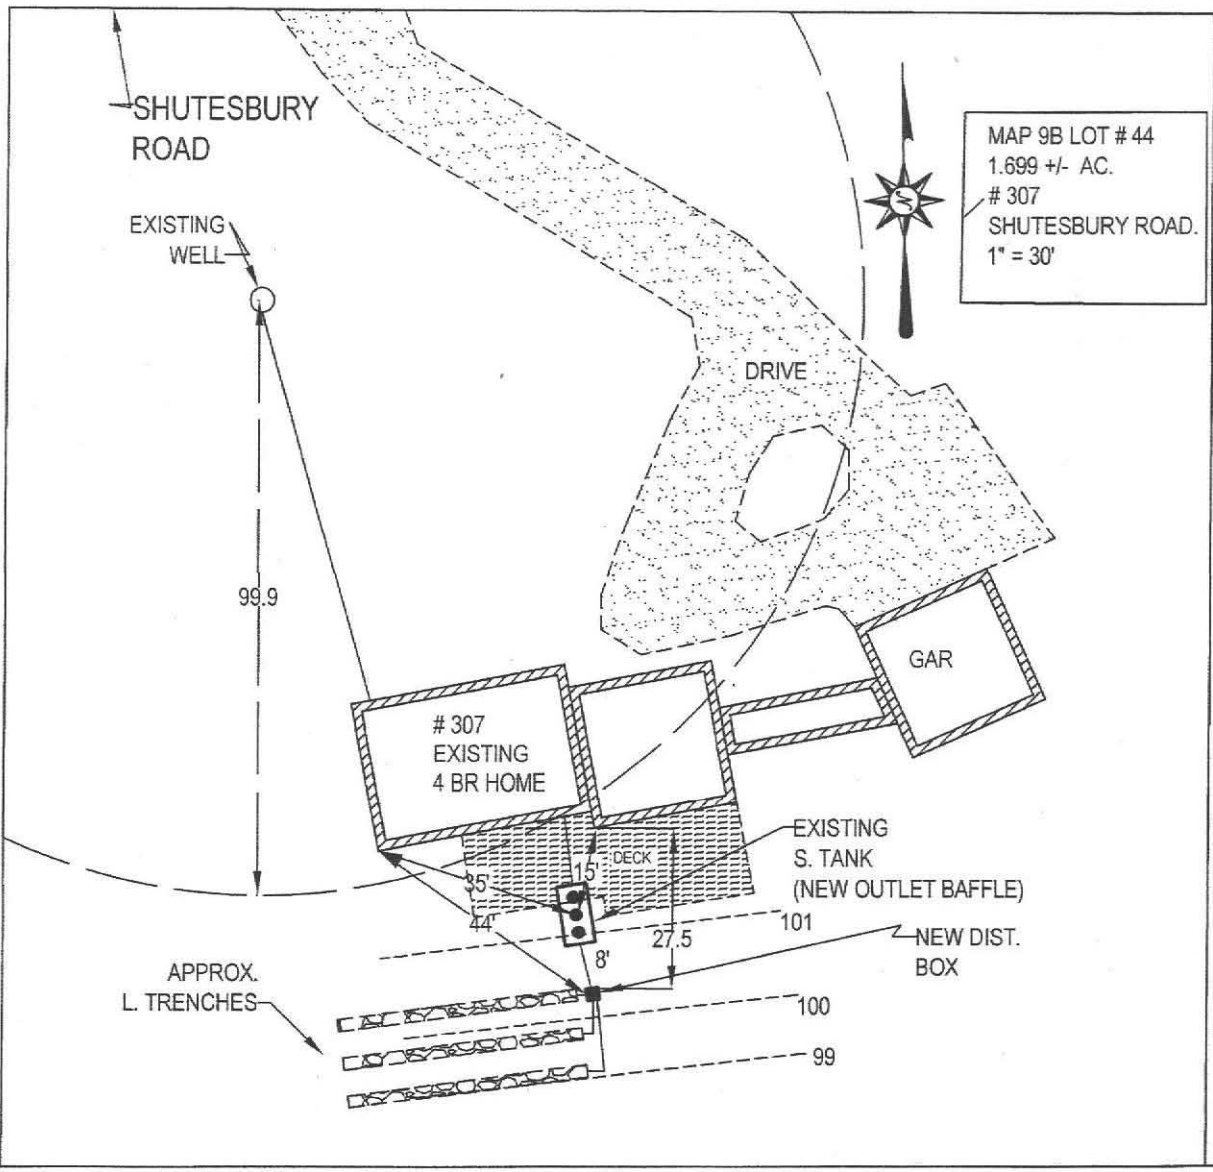 SHUTESBURY
ROAD
MAP 9B LOT # 44
1.699 +/- AC.
# 307
SHUTESBURY ROAD.
1" = 30'
N
EXISTING
WELL
DRIVE
99.9
GAR
# 307
EXISTING
4 BR HOME
EXISTING
S. TANK
(NEW OUTLET BAFFLE)
DECK
15'
35'
44'
27.5
101
8'
NEW DIST.
BOX
APPROX.
L. TRENCHES
100
99